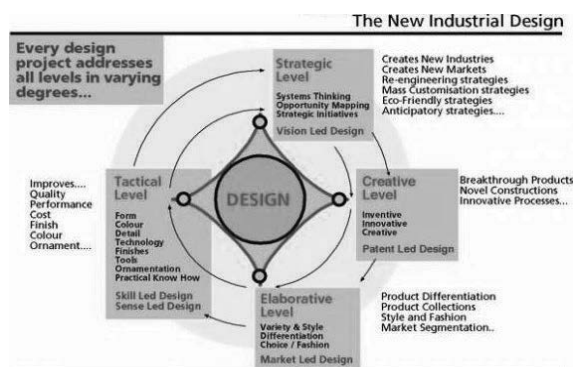 The New Industrial Design
Every design
project addresses
all levels in varying
degrees...
Strategic
Level
Systems Thinking
Opportunity Mapping
Strategic Initiatives
Vision Led Design
Creates New Industries
Creates New Markets
Re-engineering strategies
Mass Customisation strategies
Eco-Friendly strategies
Anticipatory strategies....
Improves....
Quality
Performance
Cost
Finish
Colour
Ornament....
Tactical
Level
Form
Colour
Detail
Technology
Finishes
Tools
Ornamentation
Practical Know How
Skill Led Design
Sense Led Design
DESIGN
Creative
Level
Inventive
Innovative
Creative
Patent Led Design
Breakthrough Products
Novel Constructions
Innovative Processes...
Elaborative
Level
Variety & Style
Differentiation
Choice / Fashion
Market Led Design
Product Differentiation
Product Collections
Style and Fashion
Market Segmentation..